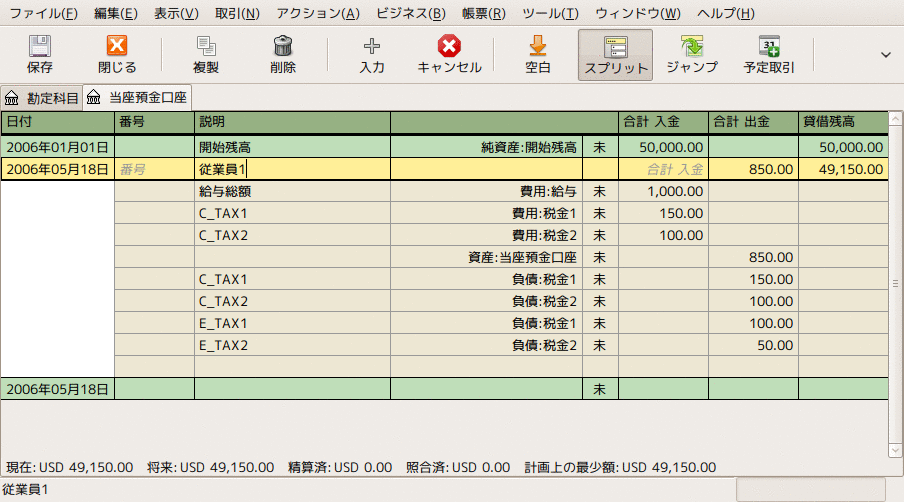 ファイル(F) 編集(E) 表示(V) 取引(N) アクション(A) ビジネス(B) 帳票(R) ツール(T) ウィンドウ(W) ヘルプ(H)
保存 閉じる 複製 削除 入力 キャンセル 空白 スプリット ジャンプ 予定取引
勘定科目 当座預金口座
日付 番号 説明 合計 入金 合計 出金 貸借残高
2006年01月01日 開始残高 純資産:開始残高 未 50,000.00 50,000.00
2006年05月18日 番号 従業員1 合計 入金 850.00 49,150.00
給与総額 費用:給与 未 1,000.00
C_TAX1 費用:税金1 未 150.00
C_TAX2 費用:税金2 未 100.00
資産:当座預金口座 未 850.00
C_TAX1 負債:税金1 未 150.00
C_TAX2 負債:税金2 未 100.00
E_TAX1 負債:税金1 未 100.00
E_TAX2 負債:税金2 未 50.00
2006年05月18日 未
現在: USD 49,150.00 将来: USD 49,150.00 精算済: USD 0.00 照合済: USD 0.00 計画上の最少額: USD 49,150.00
従業員1